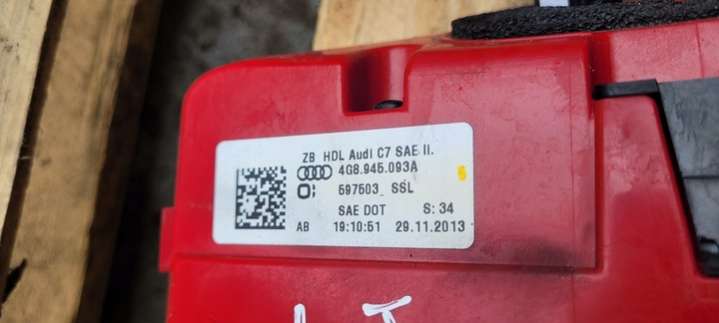 ZB HDL Audi C7 SAE II.
4G8.945.093A
597503_ SSL
SAE DOT S: 34
AB 19:10:51 29.11.2013